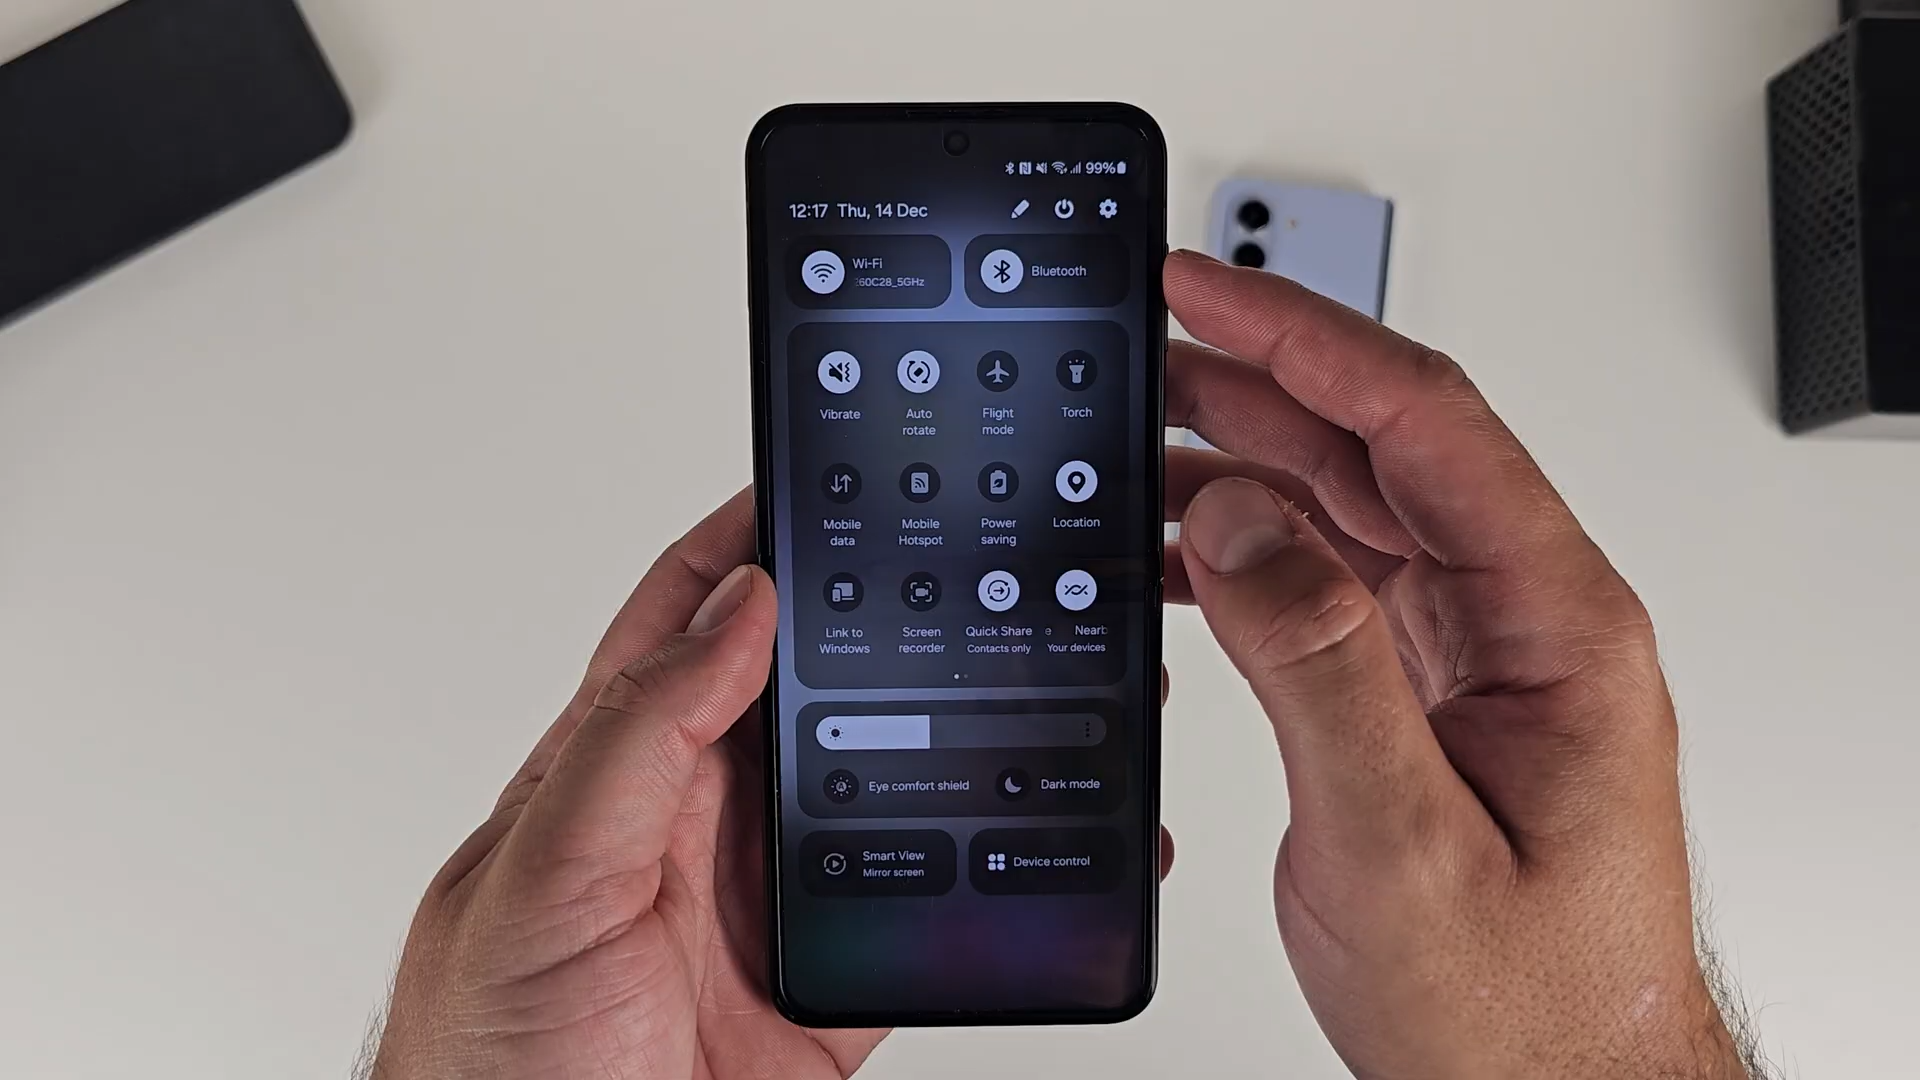 99%
12:17 Thu, 14 Dec
Wi-Fi
60C28_5GHz
Bluetooth
Vibrate
Auto
rotate
Flight
mode
Torch
Mobile
data
Mobile
Hotspot
Power
saving
Location
Link to
Windows
Screen
recorder
Quick Share
Contacts only
e Nearb
Your devices
Eye comfort shield
Dark mode
Smart View
Mirror screen
Device control